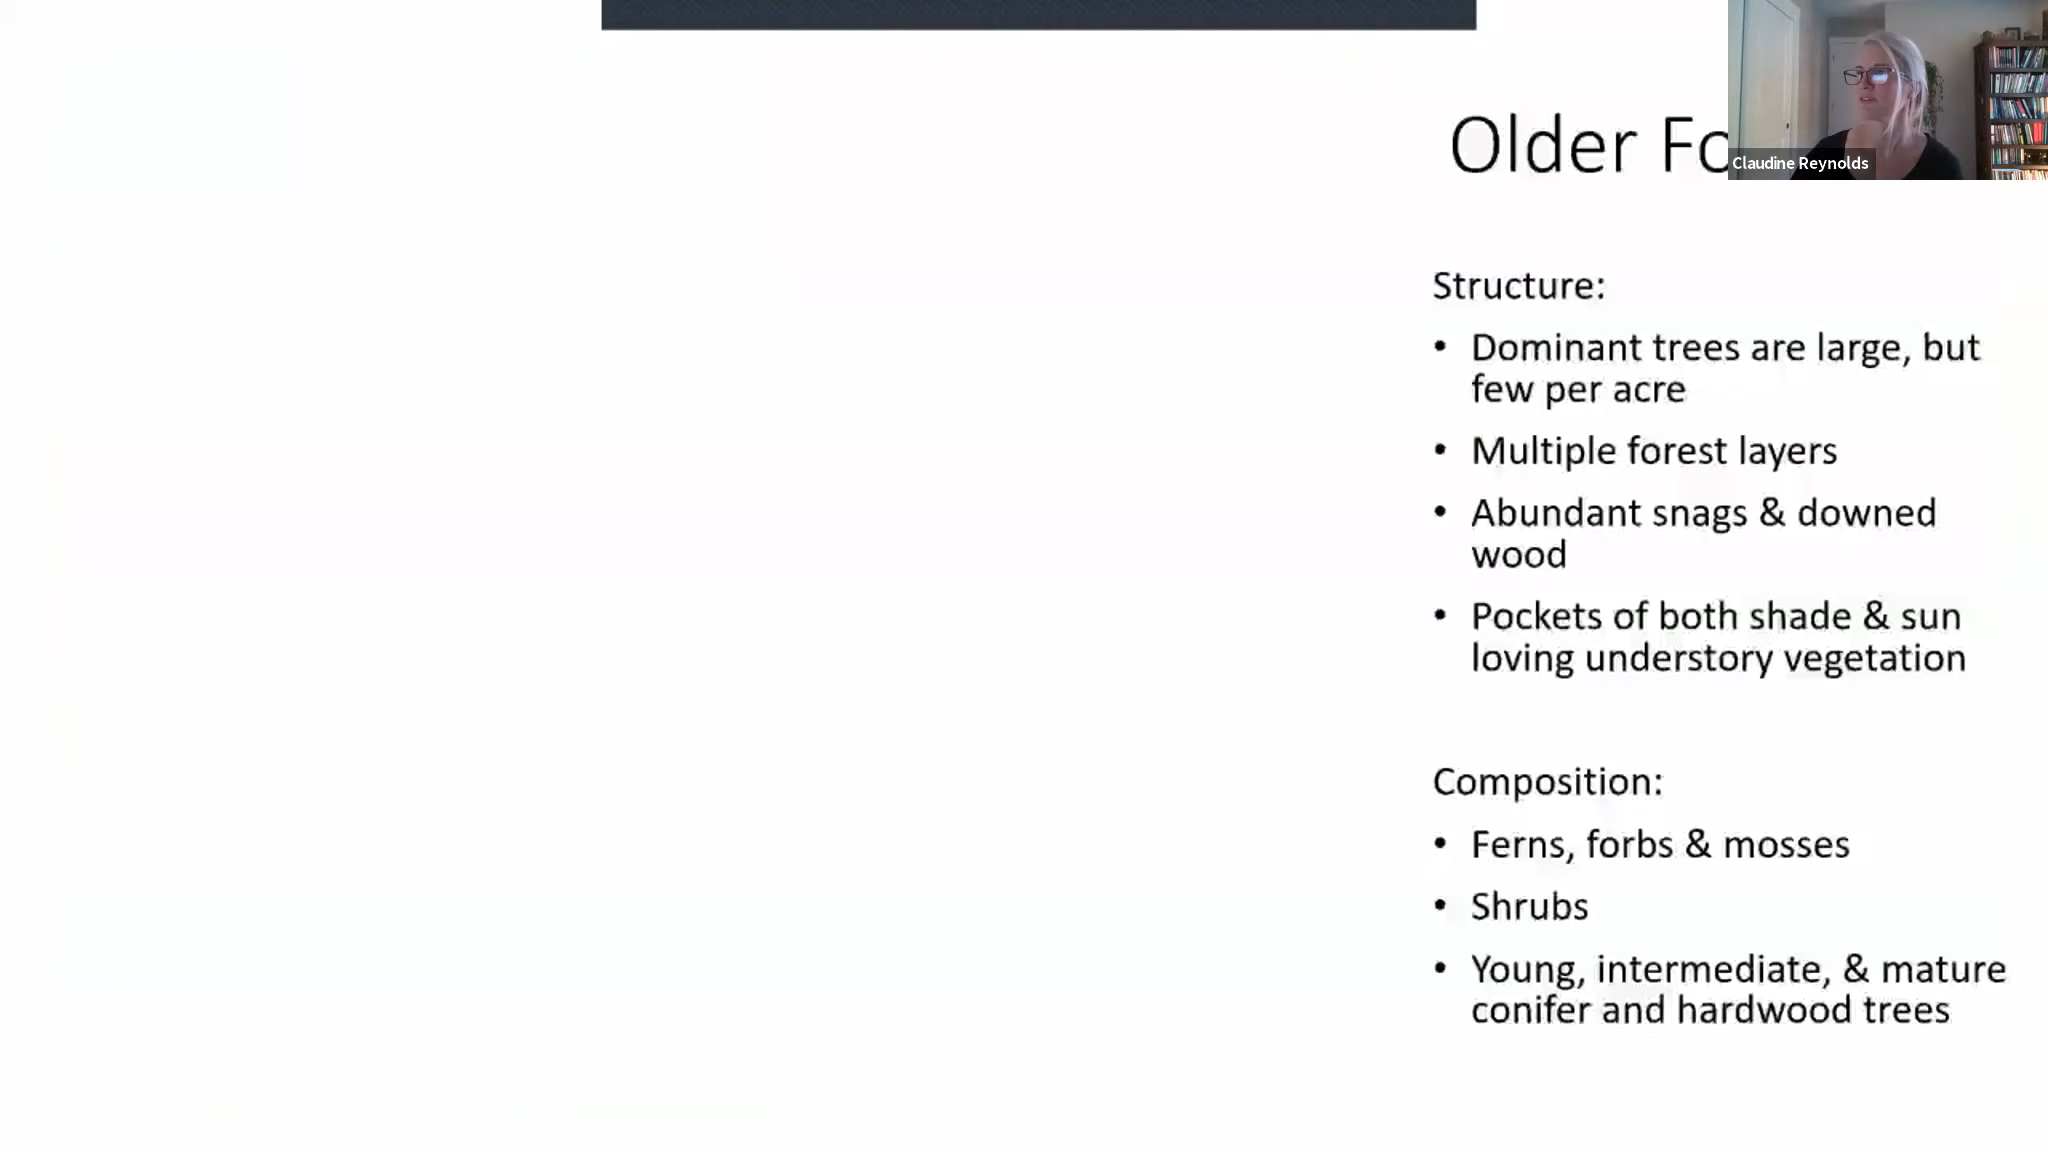 Older Fo
Claudine Reynolds
Structure:
• Dominant trees are large, but
few per acre
• Multiple forest layers
• Abundant snags & downed
wood
• Pockets of both shade & sun
loving understory vegetation
Composition:
• Ferns, forbs & mosses
• Shrubs
• Young, intermediate, & mature
conifer and hardwood trees